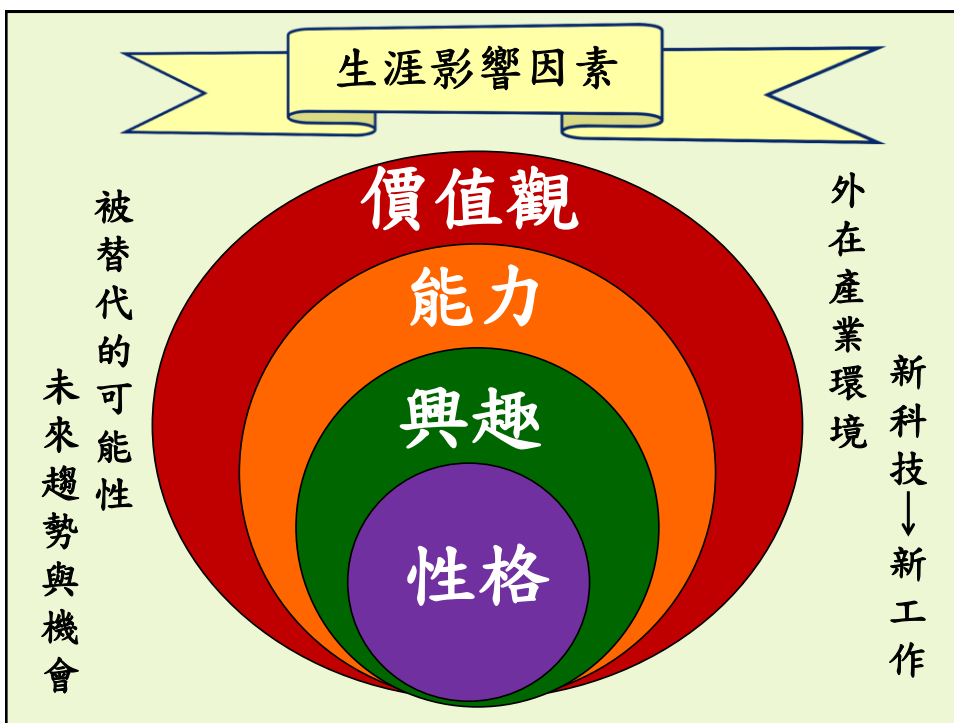 生涯影響因素
價值觀
能力
興趣
性格
外在產業環境
新科技→新工作
被替代的可能性
未來趨勢與機會